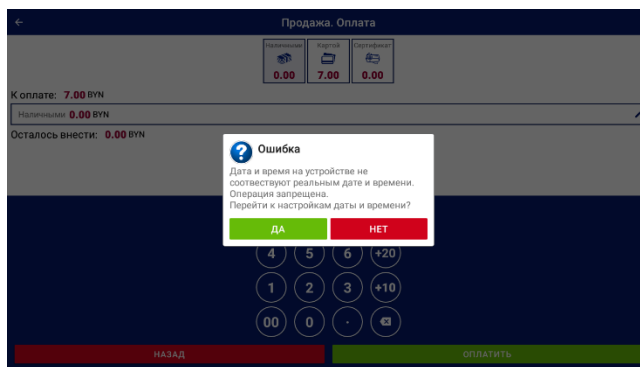 Продажа. Оплата
Наличными
Картой
Сертификат
0.00
7.00
0.00
К оплате: 7.00 BYN
Наличными 0.00 BYN
Осталось внести: 0.00 BYN
Ошибка
Дата и время на устройстве не
соотвествуют реальным дате и времени.
Операция запрещена.
Перейти к настройкам даты и времени?
ДА
НЕТ
4 5 6 +20
1 2 3 +10
00 0 .
НАЗАД
ОПЛАТИТЬ